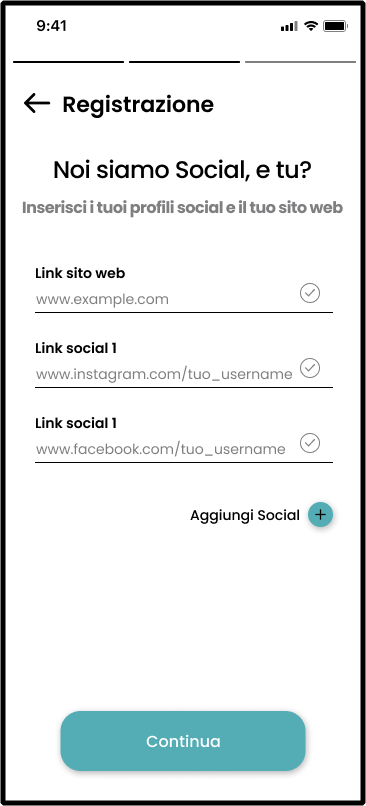 9:41
Registrazione
Noi siamo Social, e tu?
Inserisci i tuoi profili social e il tuo sito web
Link sito web
www.example.com
Link social 1
www.instagram.com/tuo_username
Link social 1
www.facebook.com/tuo_username
Aggiungi Social
Continua